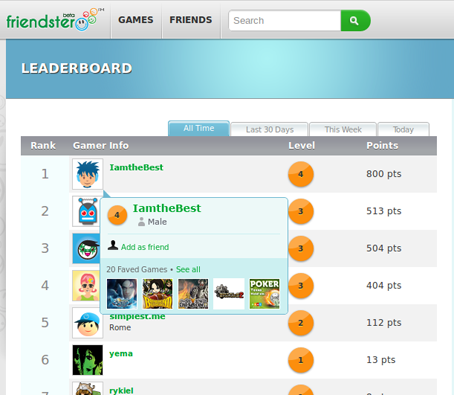 friendster beta TM
GAMES
FRIENDS
Search
LEADERBOARD
All Time
Last 30 Days
This Week
Today
Rank Gamer Info Level Points
1 IamtheBest 4 800 pts
2 3 513 pts
3 3 504 pts
4 3 404 pts
4 IamtheBest
Male
Add as friend
20 Faved Games • See all
POKER
5 simplest.me 2 112 pts
Rome
6 yema 1 13 pts
rykiel